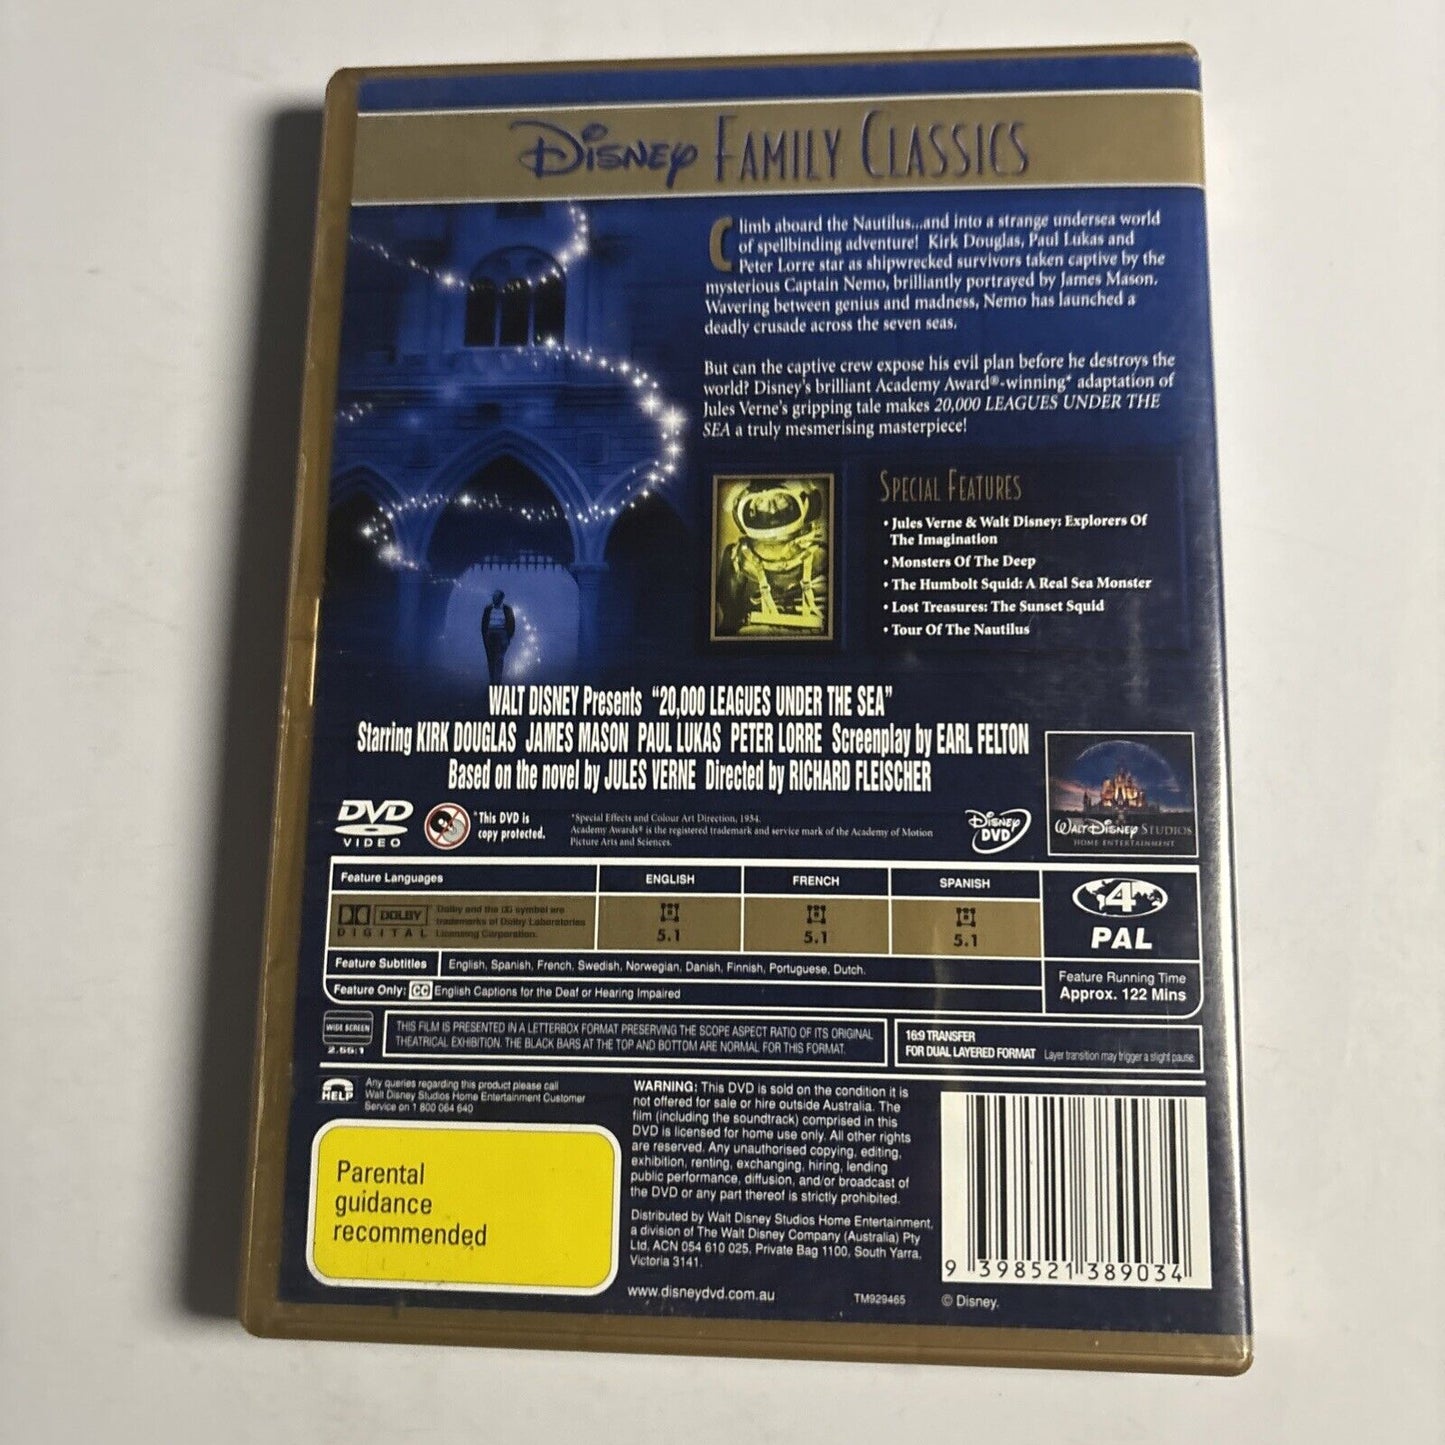 Disney Family Classics
Climb aboard the Nautilus...and into a strange undersea world
of spellbinding adventure! Kirk Douglas, Paul Lukas and
Peter Lorre star as shipwrecked survivors taken captive by the
mysterious Captain Nemo, brilliantly portrayed by James Mason.
Wavering between genius and madness, Nemo has launched a
deadly crusade across the seven seas.
But can the captive crew expose his evil plan before he destroys the
world? Disney's brilliant Academy Award®-winning* adaptation of
Jules Verne's gripping tale makes 20,000 LEAGUES UNDER THE
SEA a truly mesmerising masterpiece!
Special Features
• Jules Verne & Walt Disney: Explorers Of
The Imagination
• Monsters Of The Deep
• The Humbolt Squid: A Real Sea Monster
• Lost Treasures: The Sunset Squid
• Tour Of The Nautilus
WALT DISNEY Presents "20,000 LEAGUES UNDER THE SEA"
Starring KIRK DOUGLAS JAMES MASON PAUL LUKAS PETER LORRE Screenplay by EARL FELTON
Based on the novel by JULES VERNE Directed by RICHARD FLEISCHER
DVD
VIDEO
*This DVD is
copy protected.
*Special Effects and Colour Art Direction, 1954.
Academy Awards® is the registered trademark and service mark of the Academy of Motion
Picture Arts and Sciences.
Disney
DVD
Walt Disney Studios
HOME ENTERTAINMENT
Feature Languages
ENGLISH
FRENCH
SPANISH
DOLBY
DIGITAL
Dolby and the DD symbol are
trademarks of Dolby Laboratories
Licensing Corporation.
5.1
5.1
5.1
4
PAL
Feature Subtitles
English, Spanish, French, Swedish, Norwegian, Danish, Finnish, Portuguese, Dutch.
Feature Only: CC English Captions for the Deaf or Hearing Impaired
Feature Running Time
Approx. 122 Mins
WIDE SCREEN
2.55:1
THIS FILM IS PRESENTED IN A LETTERBOX FORMAT PRESERVING THE SCOPE ASPECT RATIO OF ITS ORIGINAL
THEATRICAL EXHIBITION. THE BLACK BARS AT THE TOP AND BOTTOM ARE NORMAL FOR THIS FORMAT.
16:9 TRANSFER
FOR DUAL LAYERED FORMAT Layer transition may trigger a slight pause.
HELP
Any queries regarding this product please call
Walt Disney Studios Home Entertainment Customer
Service on 1 800 064 640
Parental
guidance
recommended
WARNING: This DVD is sold on the condition it is
not offered for sale or hire outside Australia. The
film (including the soundtrack) comprised in this
DVD is licensed for home use only. All other rights
are reserved. Any unauthorised copying, editing,
exhibition, renting, exchanging, hiring, lending
public performance, diffusion, and/or broadcast of
the DVD or any part thereof is strictly prohibited.
Distributed by Walt Disney Studios Home Entertainment,
a division of The Walt Disney Company (Australia) Pty
Ltd, ACN 054 610 025, Private Bag 1100, South Yarra,
Victoria 3141.
www.disneydvd.com.au
TM929465
9 398521 389034
© Disney.